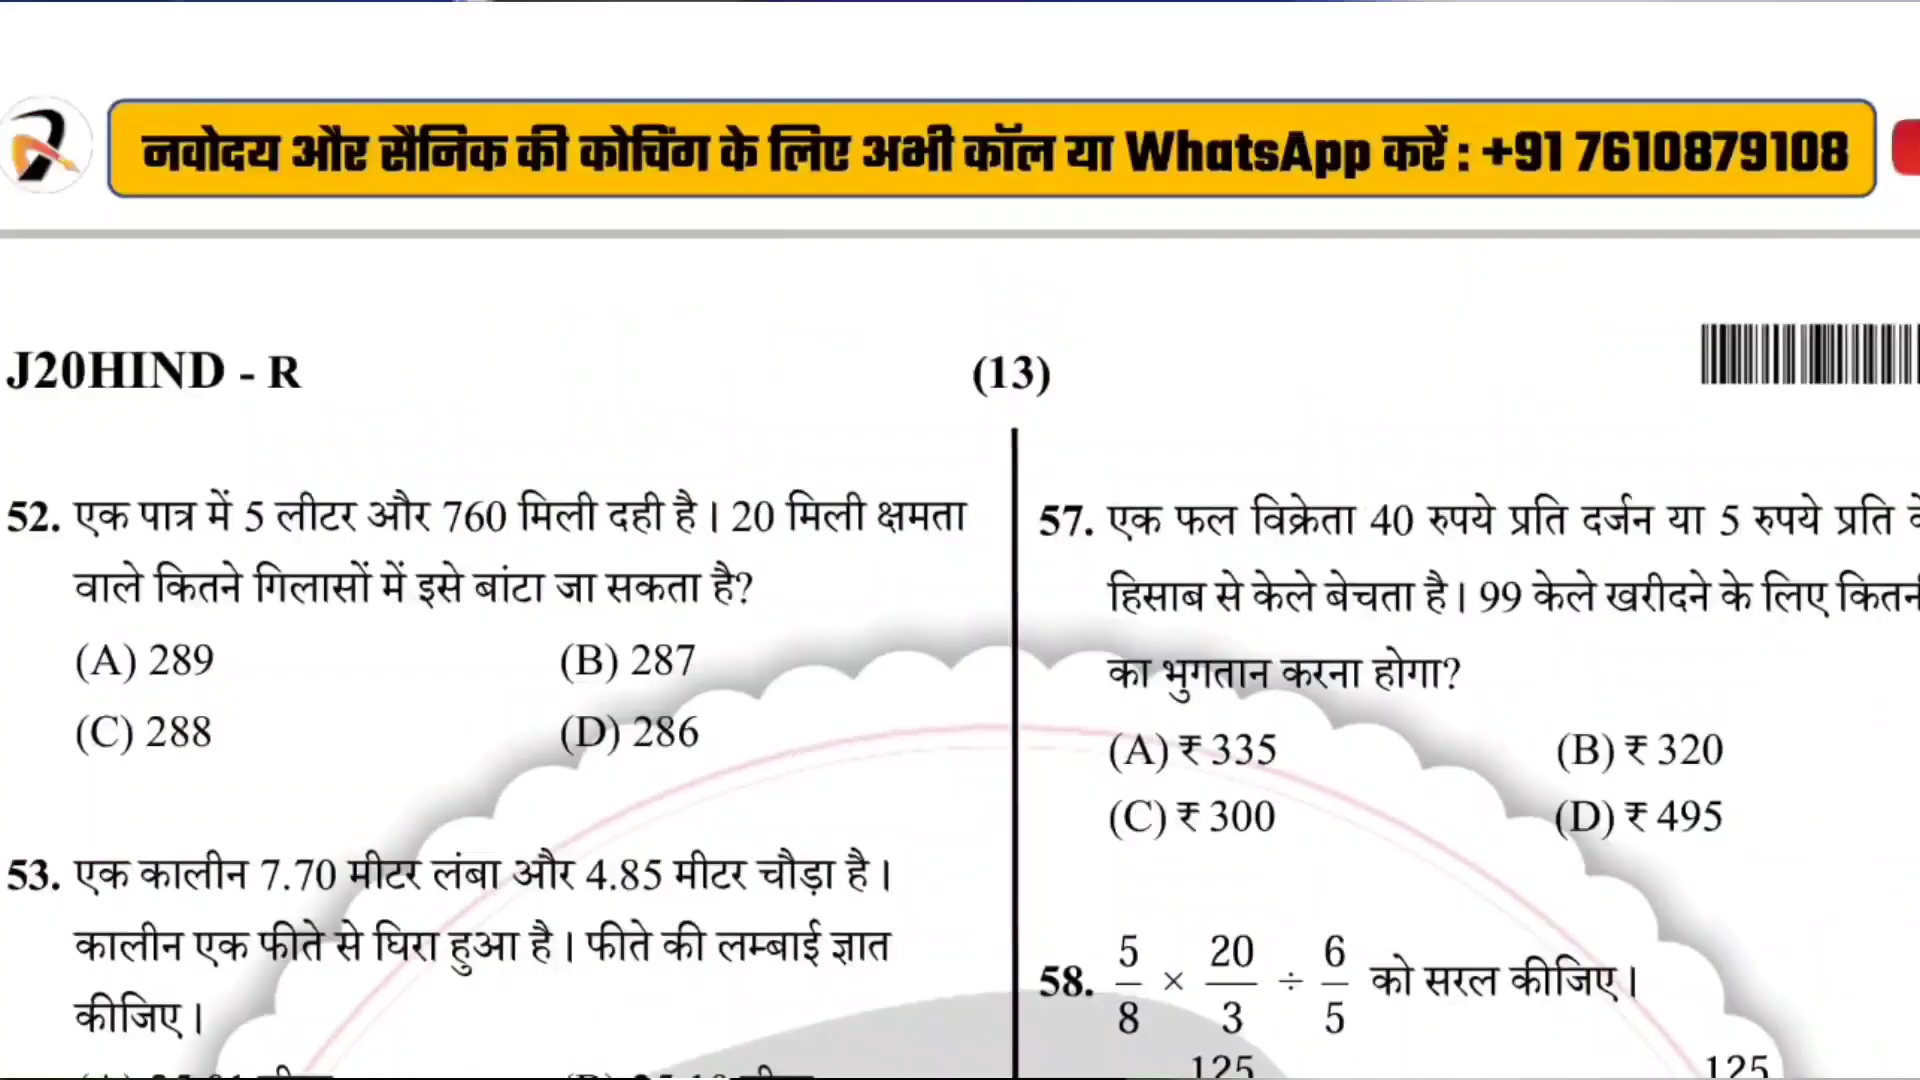 नवोदय और सैनिक की कोचिंग के लिए अभी कॉल या WhatsApp करें : +91 7610879108
J20HIND - R
(13)
52. एक पात्र में 5 लीटर और 760 मिली दही है। 20 मिली क्षमता
वाले कितने गिलासों में इसे बांटा जा सकता है?
(A) 289 (B) 287
(C) 288 (D) 286
53. एक कालीन 7.70 मीटर लंबा और 4.85 मीटर चौड़ा है।
कालीन एक फीते से घिरा हुआ है। फीते की लम्बाई ज्ञात
कीजिए।
57. एक फल विक्रेता 40 रुपये प्रति दर्जन या 5 रुपये प्रति
हिसाब से केले बेचता है। 99 केले खरीदने के लिए
का भुगतान करना होगा?
(A) ₹ 335 (B) ₹ 320
(C) ₹ 300 (D) ₹ 495
58. 5/8 × 20/3 ÷ 6/5 को सरल कीजिए।
125 125